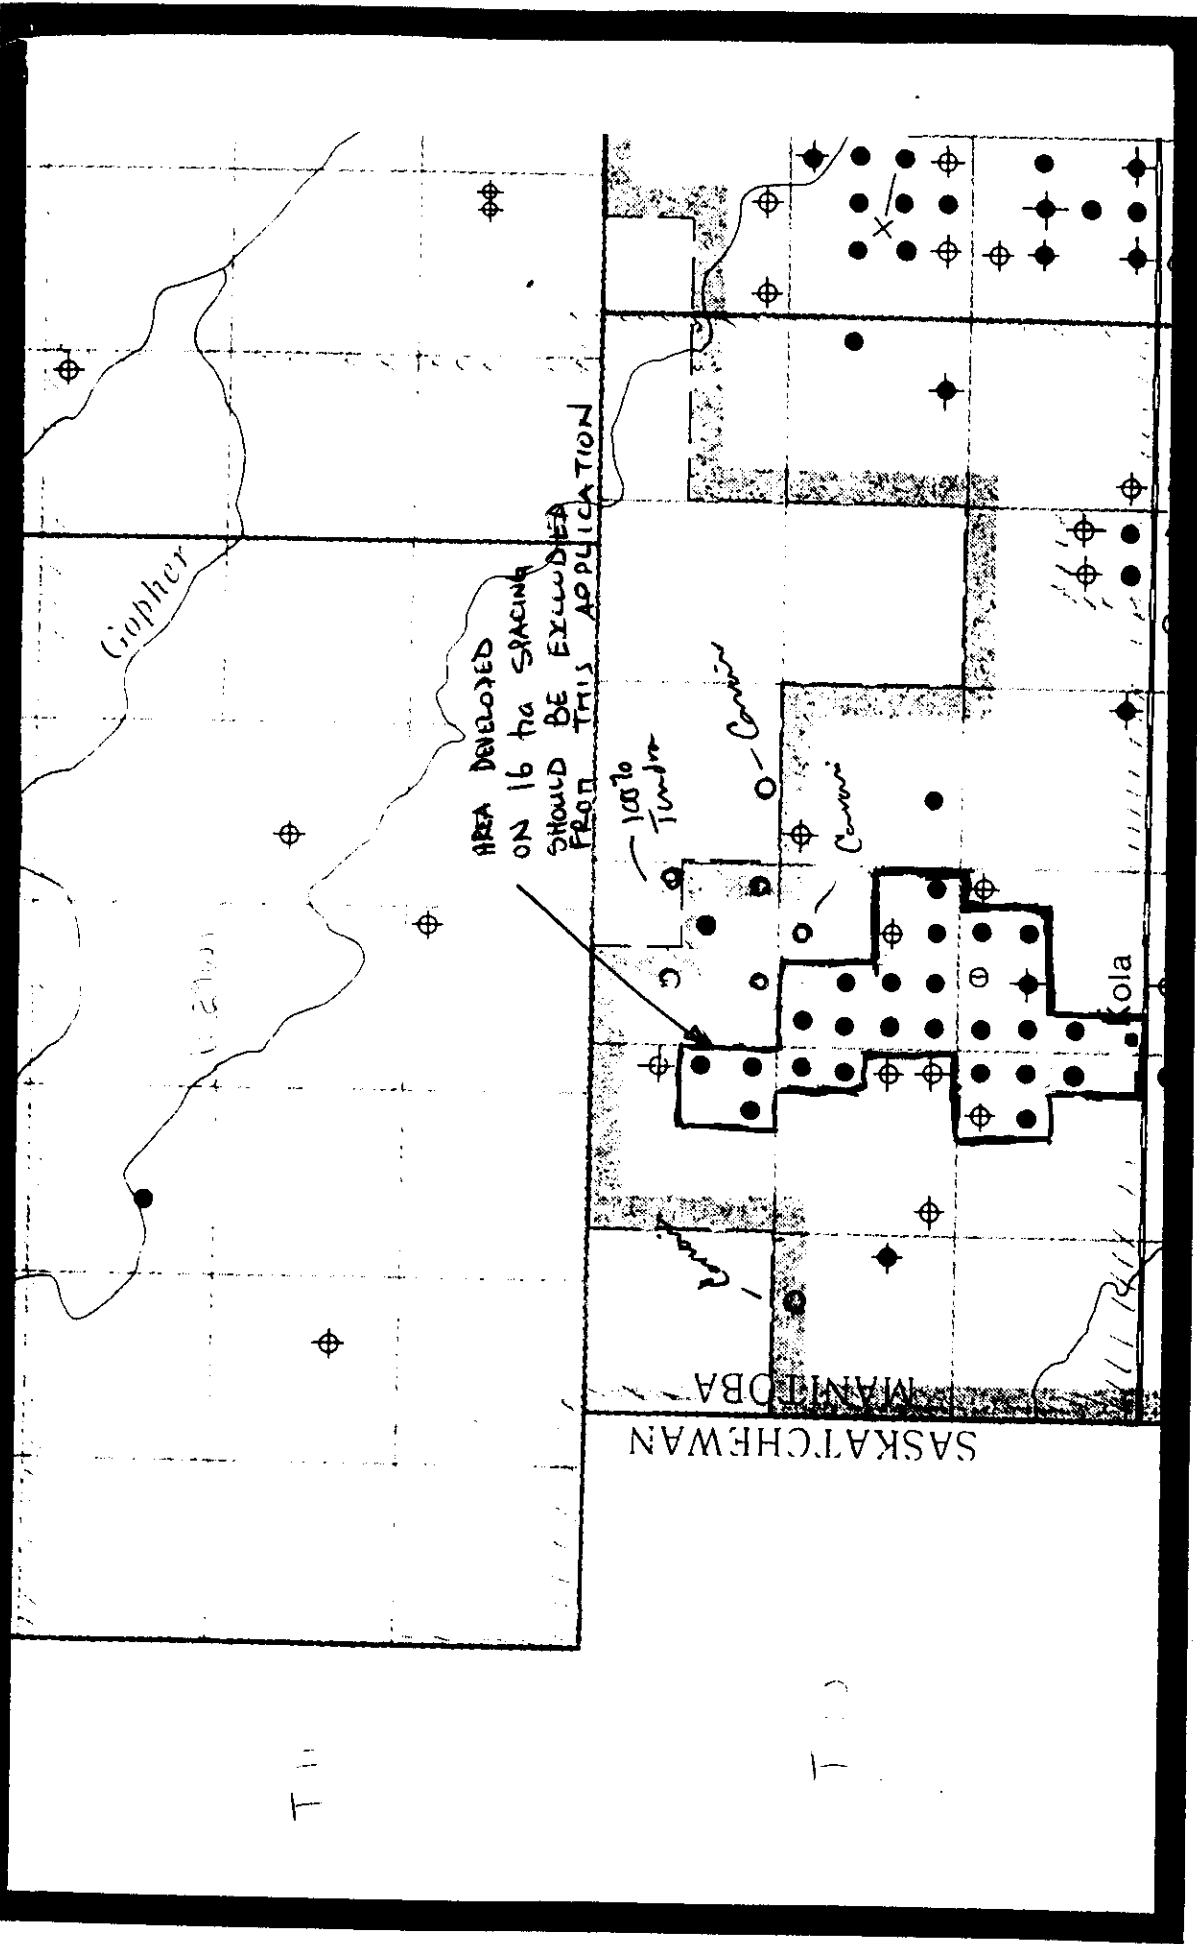 Gopher
AREA DEVELOPED
ON 16 ha SPACING
SHOULD BE EXCLUDED
FROM THIS APPLICATION
100%
Tundra
Kola
MANITOBA
SASKATCHEWAN